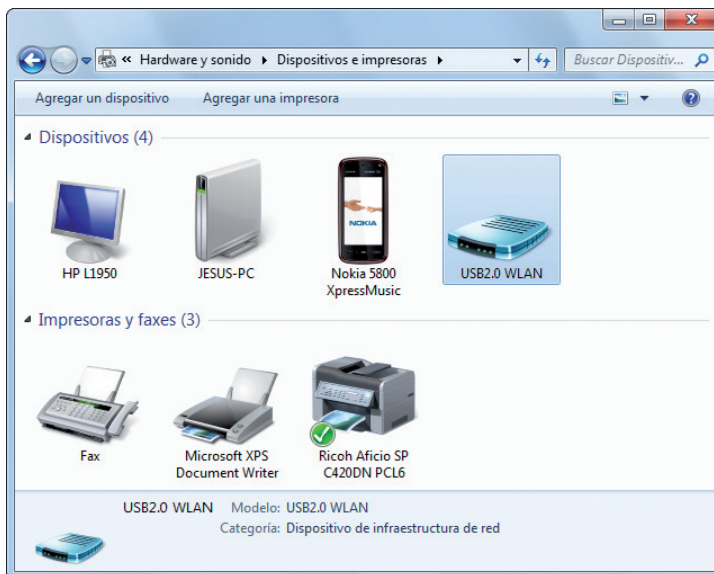 « Hardware y sonido ▸ Dispositivos e impresoras ▸
Buscar Dispositiv...
Agregar un dispositivo Agregar una impresora
Dispositivos (4)
NOKIA
HP L1950 JESUS-PC Nokia 5800 USB2.0 WLAN
XpressMusic
Impresoras y faxes (3)
Fax Microsoft XPS Ricoh Aficio SP
Document Writer C420DN PCL6
USB2.0 WLAN Modelo: USB2.0 WLAN
Categoría: Dispositivo de infraestructura de red